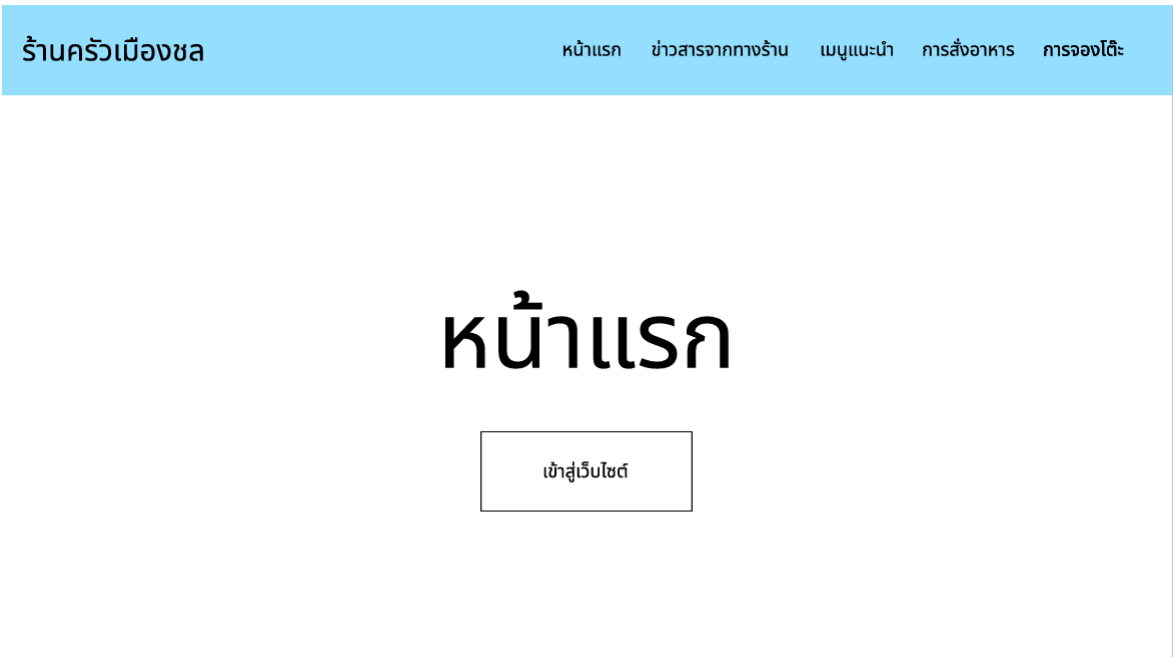 ร้านครัวเมืองชล
หน้าแรก ข่าวสารจากทางร้าน เมนูแนะนำ การสั่งอาหาร การจองโต๊ะ
หน้าแรก
เข้าสู่เว็บไซต์